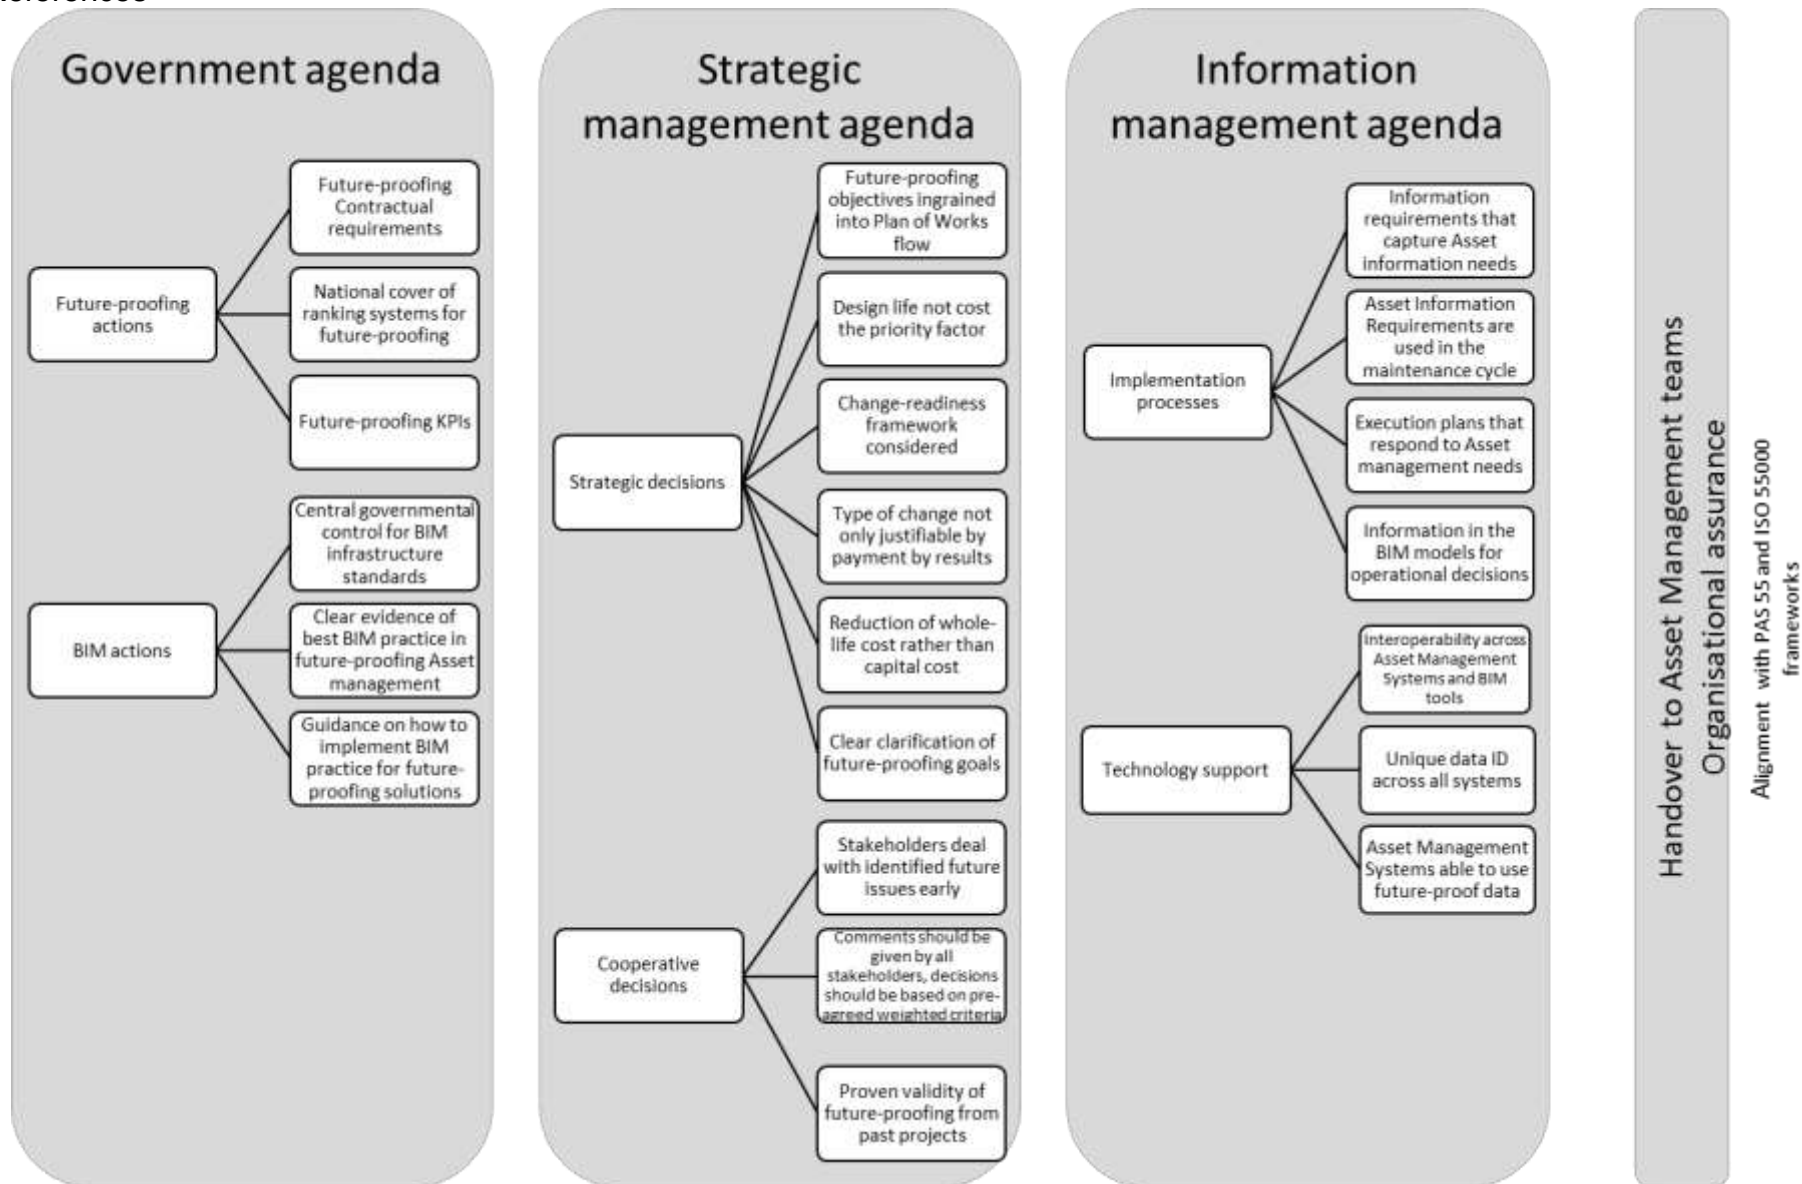 References
Government agenda
Future-proofing
actions
Future-proofing
Contractual
requirements
National cover of
ranking systems for
future-proofing
Future-proofing KPIs
BIM actions
Central governmental
control for BIM
infrastructure
standards
Clear evidence of
best BIM practice in
future-proofing Asset
management
Guidance on how to
implement BIM
practice for future-
proofing solutions
Strategic
management agenda
Strategic decisions
Future-proofing
objectives ingrained
into Plan of Works
flow
Design life not cost
the priority factor
Change-readiness
framework
considered
Type of change not
only justifiable by
payment by results
Reduction of whole-
life cost rather than
capital cost
Clear clarification of
future-proofing goals
Cooperative
decisions
Stakeholders deal
with identified future
issues early
Comments should be
given by all
stakeholders, decisions
should be based on pre-
agreed weighted criteria
Proven validity of
future-proofing from
past projects
Information
management agenda
Implementation
processes
Information
requirements that
capture Asset
information needs
Asset Information
Requirements are
used in the
maintenance cycle
Execution plans that
respond to Asset
management needs
Information in the
BIM models for
operational decisions
Technology support
Interoperability across
Asset Management
Systems and BIM
tools
Unique data ID
across all systems
Asset Management
Systems able to use
future-proof data
Handover to Asset Management teams
Organisational assurance
Alignment with PAS 55 and ISO 55000
frameworks